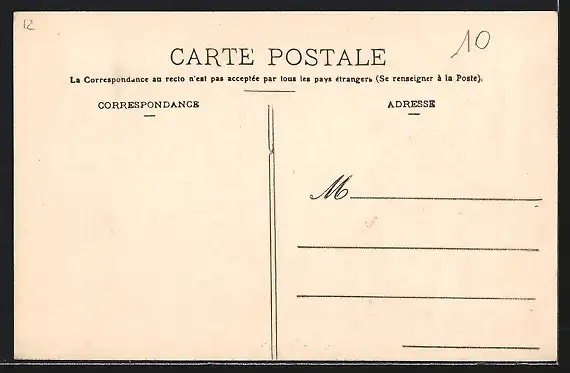 12
10
CARTE POSTALE
La Correspondance au recto n'est pas acceptée par tous les pays étrangers (Se renseigner à la Poste).
CORRESPONDANCE
ADRESSE
M